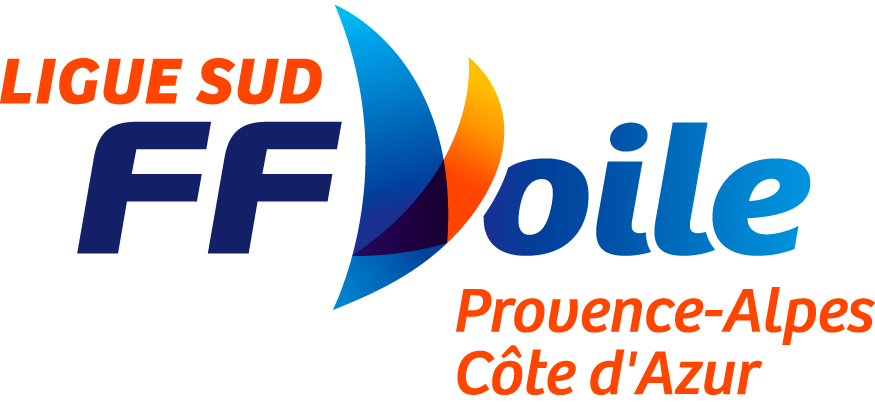 LIGUE SUD
FFVoile
Provence-Alpes
Côte d'Azur